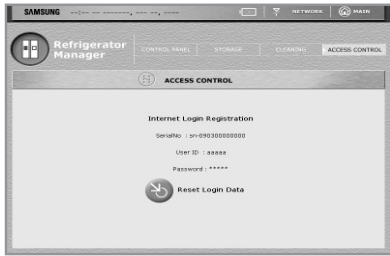 SAMSUNG --:-- -- -------, --- --, ----
NETWORK
MAIN
Refrigerator
Manager
CONTROL PANEL
STORAGE
CLEANING
ACCESS CONTROL
ACCESS CONTROL
Internet Login Registration
SerialNo : sn-090300000000
User ID : aaaaa
Password : *****
Reset Login Data